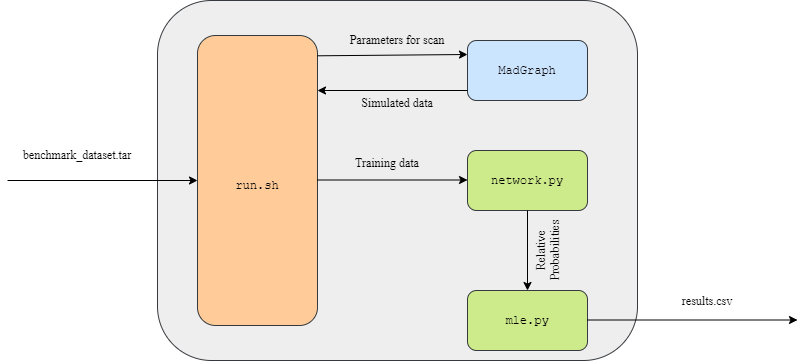 Parameters for scan
MadGraph
Simulated data
benchmark_dataset.tar
Training data
run.sh
network.py
Relative
Probabilities
results.csv
mle.py